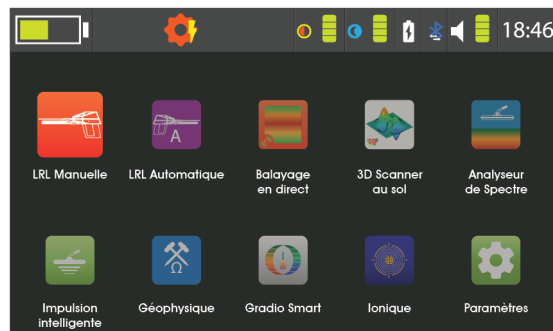 18:46
LRL Manuelle
LRL Automatique
A
Balayage
en direct
3D Scanner
au sol
Analyseur
de Spectre
Impulsion
intelligente
Géophysique
Ω
Gradio Smart
Ionique
Paramètres